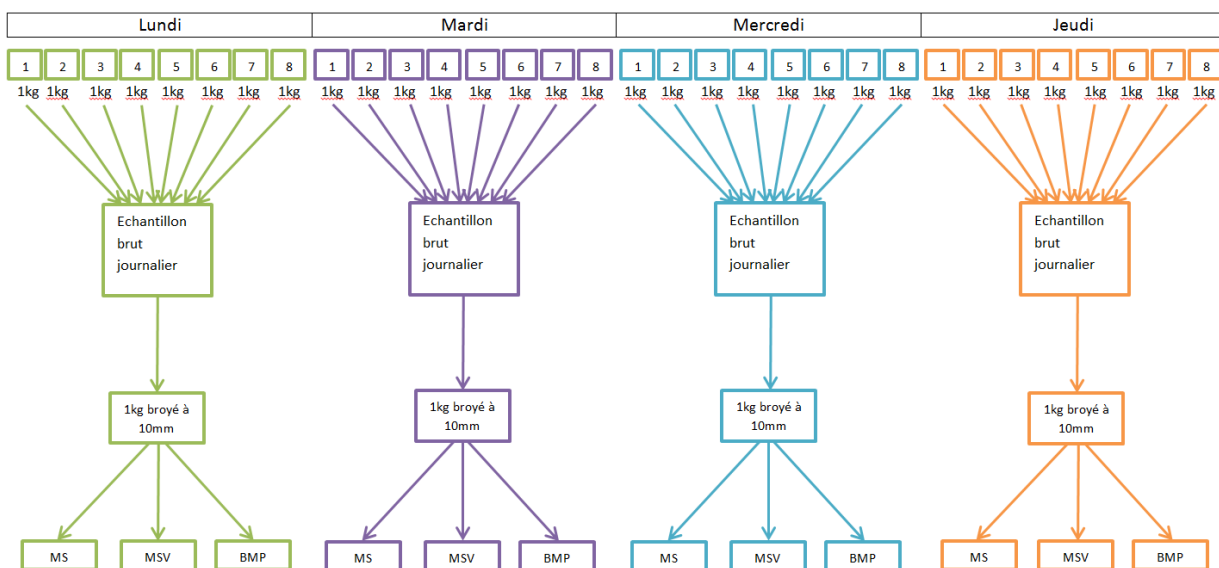 Lundi Mardi Mercredi Jeudi
1 2 3 4 5 6 7 8 1 2 3 4 5 6 7 8 1 2 3 4 5 6 7 8 1 2 3 4 5 6 7 8
1kg 1kg 1kg 1kg 1kg 1kg 1kg 1kg 1kg 1kg 1kg 1kg 1kg 1kg 1kg 1kg 1kg 1kg 1kg 1kg 1kg 1kg 1kg 1kg 1kg 1kg 1kg 1kg 1kg 1kg 1kg 1kg
Echantillon
brut
journalier
Echantillon
brut
journalier
Echantillon
brut
journalier
Echantillon
brut
journalier
1kg broyé à
10mm
1kg broyé à
10mm
1kg broyé à
10mm
1kg broyé à
10mm
MS MSV BMP MS MSV BMP MS MSV BMP MS MSV BMP